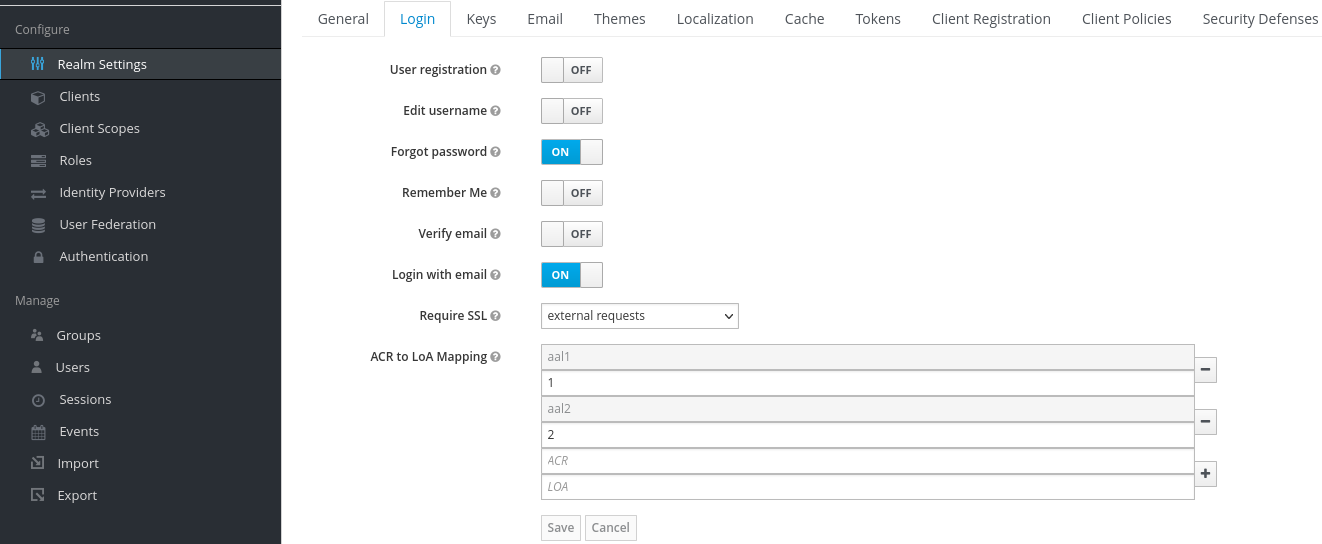 General Login Keys Email Themes Localization Cache Tokens Client Registration Client Policies Security Defenses
Configure
Realm Settings
Clients
Client Scopes
Roles
Identity Providers
User Federation
Authentication
Manage
Groups
Users
Sessions
Events
Import
Export
User registration OFF
Edit username OFF
Forgot password ON
Remember Me OFF
Verify email OFF
Login with email ON
Require SSL external requests
ACR to LoA Mapping aal1
1
aal2
2
ACR
LOA
Save Cancel